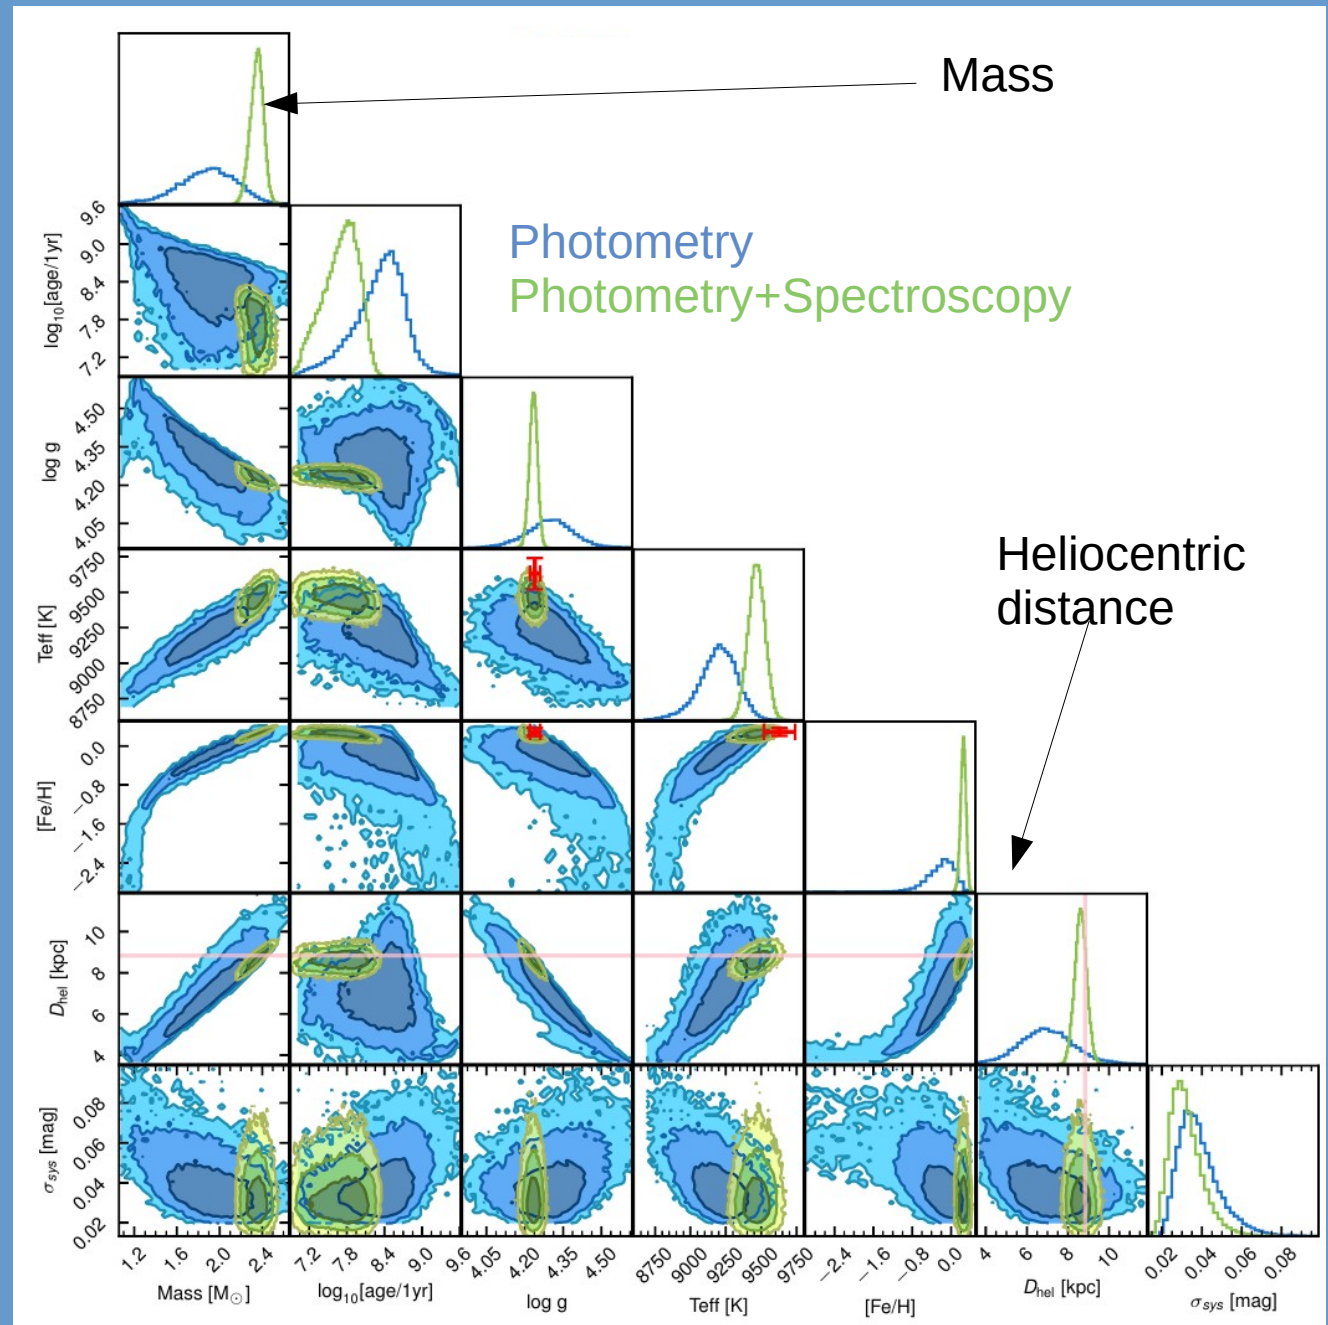 Mass
Photometry
Photometry+Spectroscopy
Heliocentric
distance
log₁₀[age/1yr]
9.6
9.0
8.4
7.8
7.2
log g
4.50
4.35
4.20
4.05
Teff [K]
9750
9500
9250
9000
8750
[Fe/H]
0.0
−0.8
−1.6
−2.4
D_hel [kpc]
10
8
6
4
σ_sys [mag]
0.08
0.06
0.04
0.02
1.2 1.6 2.0 2.4
7.2 7.8 8.4 9.0 9.6
4.05 4.20 4.35 4.50
8750 9000 9250 9500 9750
−2.4 −1.6 −0.8 0.0
4 6 8 10
0.02 0.04 0.06 0.08
Mass [M⊙]
log₁₀[age/1yr]
log g
Teff [K]
[Fe/H]
D_hel [kpc]
σ_sys [mag]